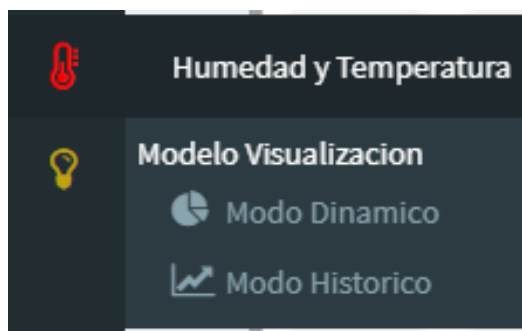 Humedad y Temperatura
Modelo Visualizacion
Modo Dinamico
Modo Historico